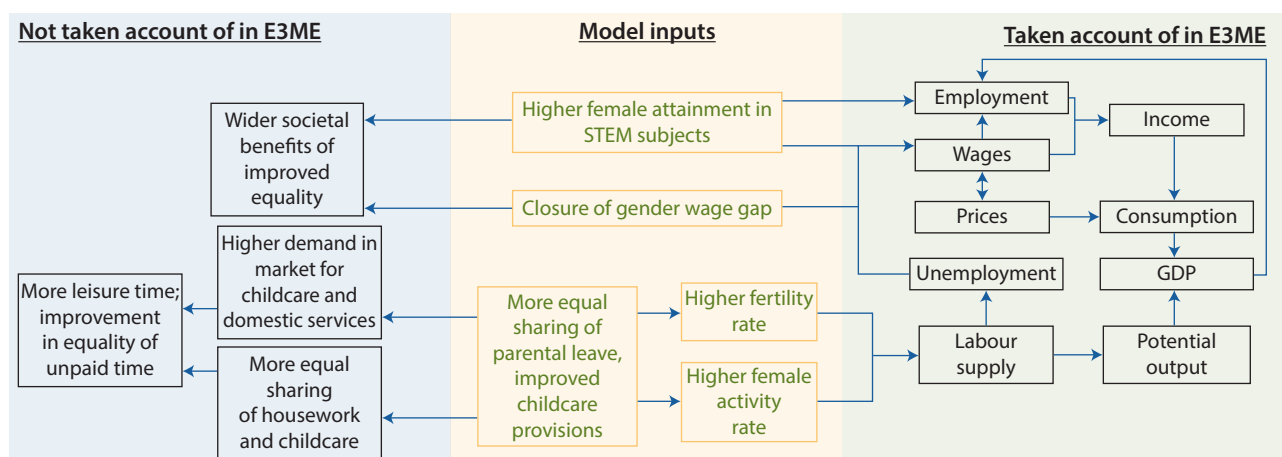 Not taken account of in E3ME
Model inputs
Taken account of in E3ME
Wider societal
benefits of
improved
equality
Higher demand in
market for
childcare and
domestic services
More leisure time;
improvement
in equality of
unpaid time
More equal
sharing
of housework
and childcare
Higher female attainment in
STEM subjects
Closure of gender wage gap
More equal
sharing of
parental leave,
improved
childcare
provisions
Higher fertility
rate
Higher female
activity
rate
Employment
Income
Wages
Prices
Consumption
Unemployment
GDP
Labour
supply
Potential
output